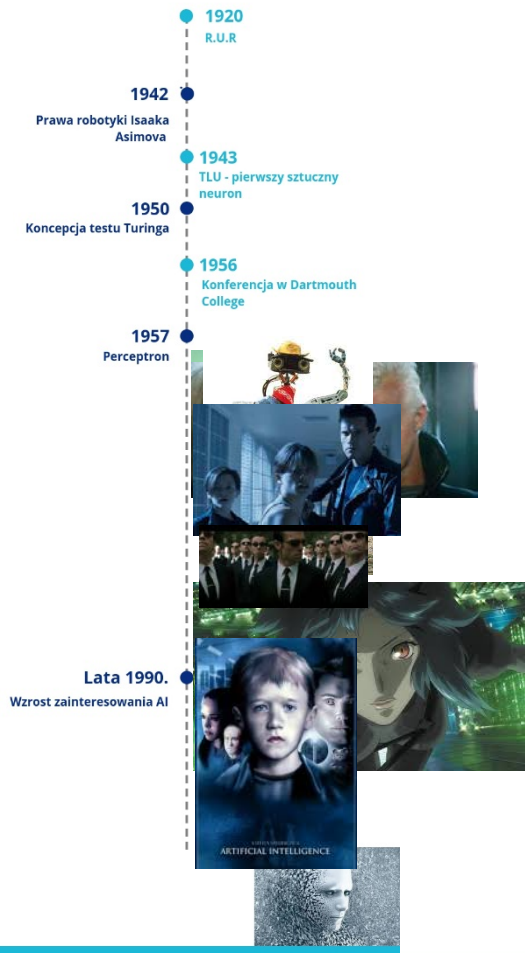 1920
R.U.R
1942
Prawa robotyki Isaaka
Asimova
1943
TLU - pierwszy sztuczny
neuron
1950
Koncepcja testu Turinga
1956
Konferencja w Dartmouth
College
1957
Perceptron
Lata 1990.
Wzrost zainteresowania AI
ARTIFICIAL INTELLIGENCE